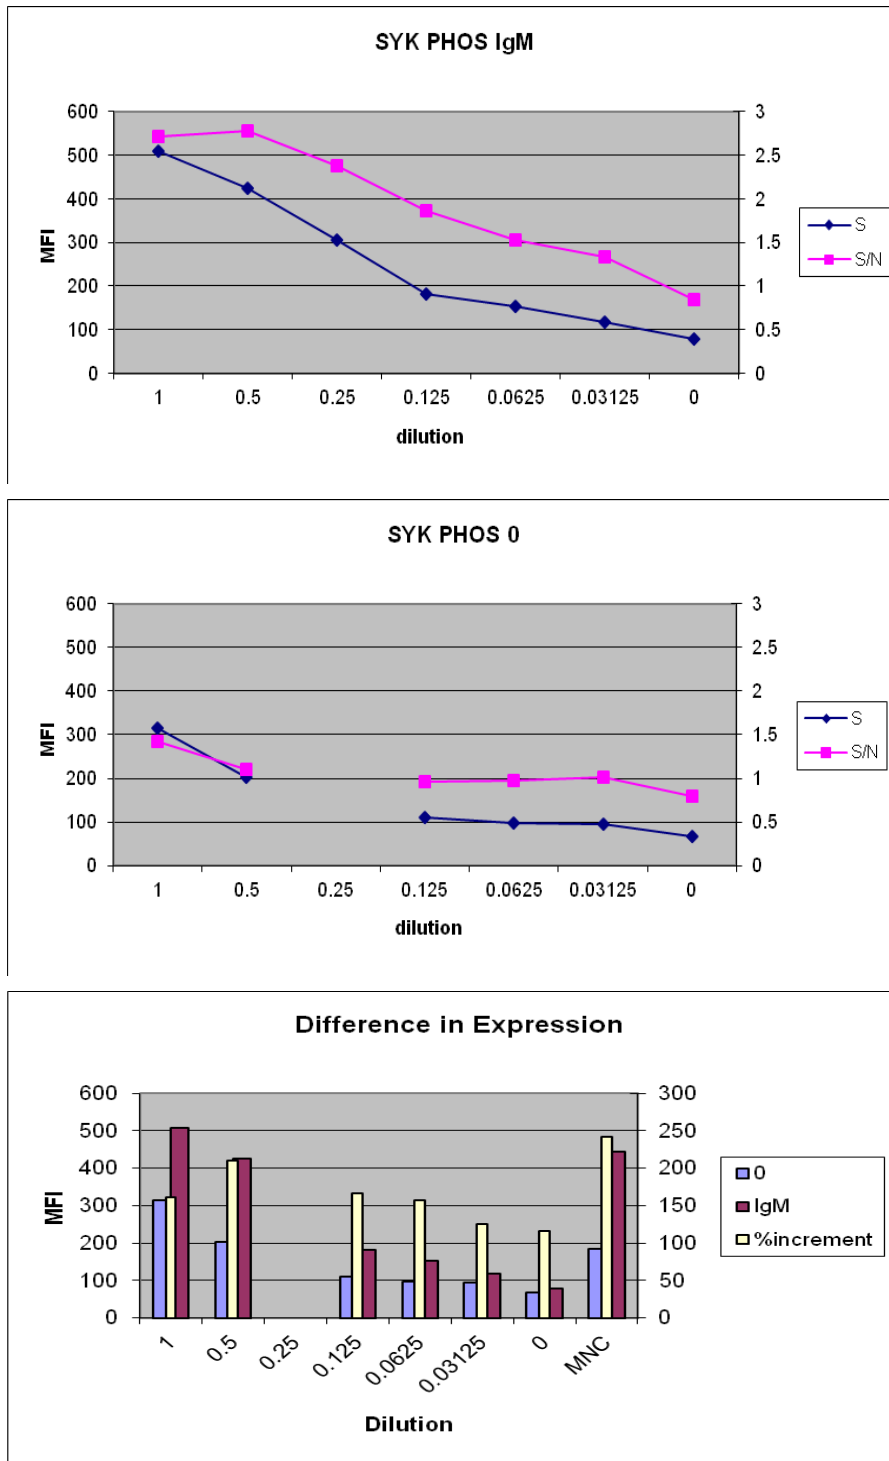 SYK PHOS IgM
600
500
400
300
200
100
0
MFI
3
2.5
2
1.5
1
0.5
0
1 0.5 0.25 0.125 0.0625 0.03125 0
dilution
S
S/N
SYK PHOS 0
600
500
400
300
200
100
0
MFI
3
2.5
2
1.5
1
0.5
0
1 0.5 0.25 0.125 0.0625 0.03125 0
dilution
S
S/N
Difference in Expression
600
500
400
300
200
100
0
MFI
300
250
200
150
100
50
0
1 0.5 0.25 0.125 0.0625 0.03125 0 MNC
Dilution
0
IgM
%increment